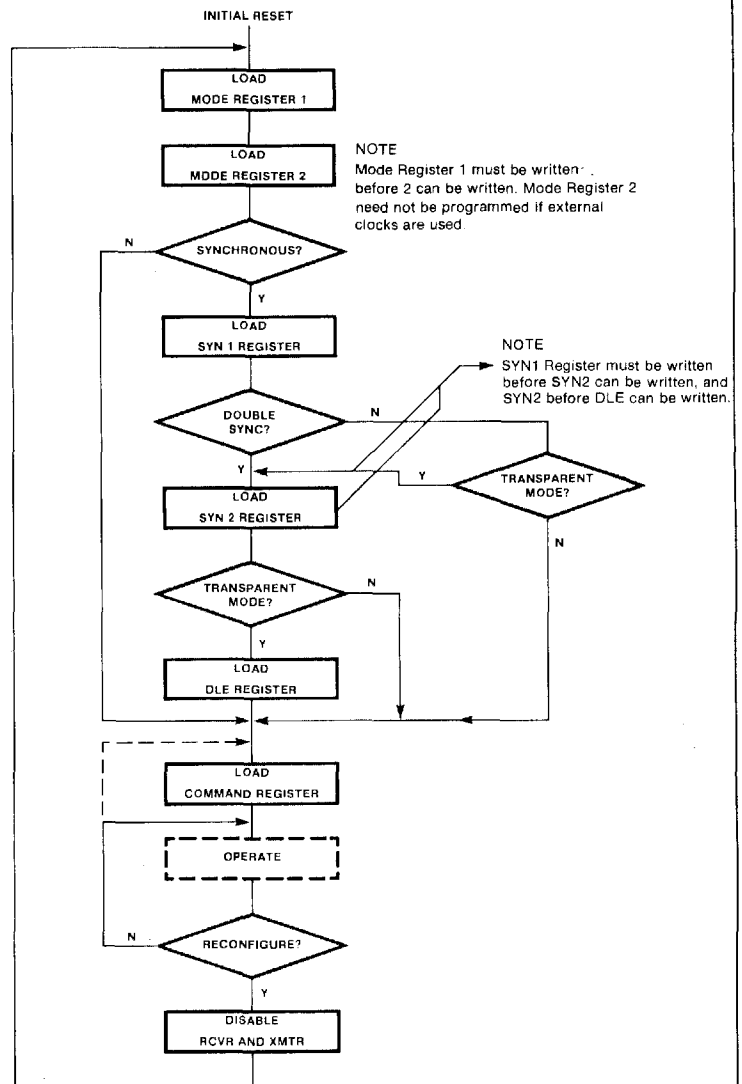 INITIAL RESET
LOAD
MODE REGISTER 1
LOAD
MODE REGISTER 2
NOTE
Mode Register 1 must be written
before 2 can be written. Mode Register 2
need not be programmed if external
clocks are used.
N
SYNCHRONOUS?
Y
LOAD
SYN 1 REGISTER
NOTE
SYN1 Register must be written
before SYN2 can be written, and
SYN2 before DLE can be written.
DOUBLE
SYNC?
N
Y
Y
TRANSPARENT
MODE?
LOAD
SYN 2 REGISTER
N
TRANSPARENT
MODE?
N
Y
LOAD
DLE REGISTER
LOAD
COMMAND REGISTER
OPERATE
N
RECONFIGURE?
Y
DISABLE
RCVR AND XMTR